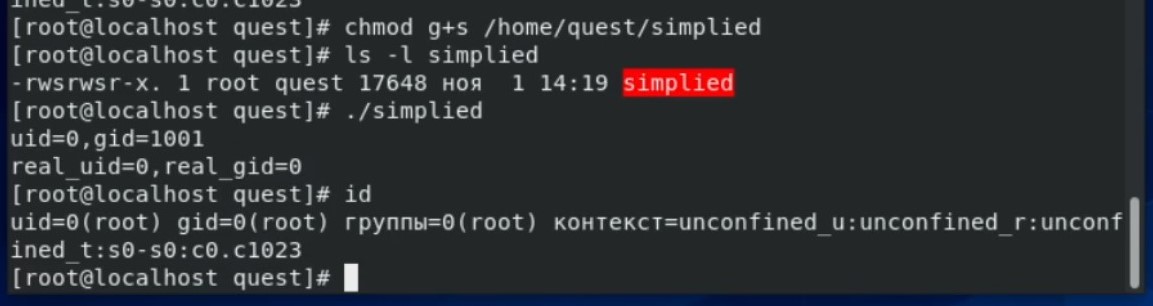 ined_t:s0-s0:c0.c1023
[root@localhost quest]# chmod g+s /home/quest/simplied
[root@localhost quest]# ls -l simplied
-rwsrwsr-x. 1 root quest 17648 ноя  1 14:19 simplied
[root@localhost quest]# ./simplied
uid=0,gid=1001
real_uid=0,real_gid=0
[root@localhost quest]# id
uid=0(root) gid=0(root) группы=0(root) контекст=unconfined_u:unconfined_r:unconf
ined_t:s0-s0:c0.c1023
[root@localhost quest]#